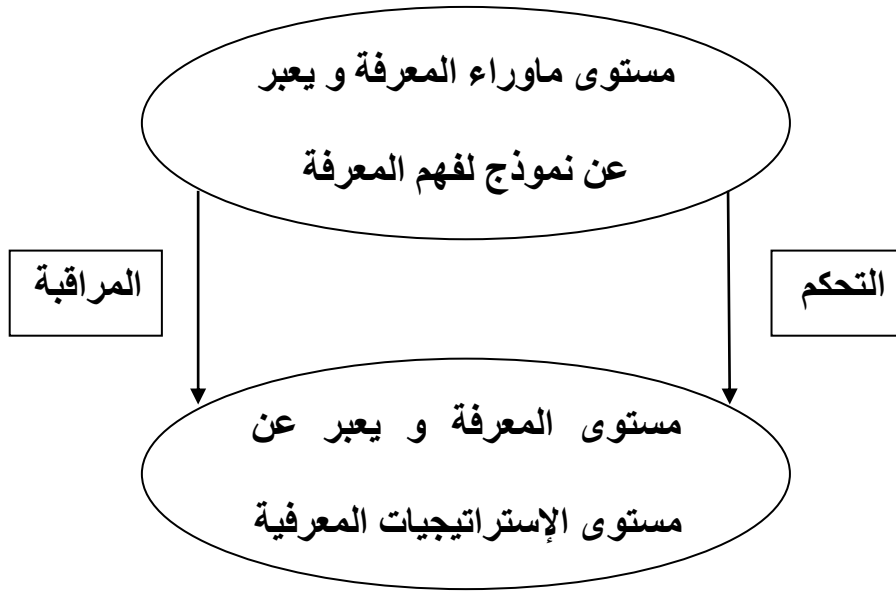 مستوى ماوراء المعرفة و يعبر
عن نموذج لفهم المعرفة
التحكم
المراقبة
مستوى المعرفة و يعبر عن
مستوى الإستراتيجيات المعرفية